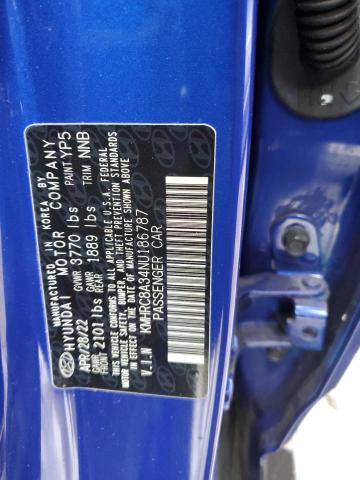 MANUFACTURED IN KOREA BY
HYUNDAI MOTOR COMPANY
APR/28/22 GVWR 3770 lbs PAINT YP5
GAWR FRONT 2101 lbs GAWR REAR 1889 lbs TRIM NNB
THIS VEHICLE CONFORMS TO ALL APPLICABLE U.S.A. FEDERAL
MOTOR VEHICLE SAFETY, BUMPER, AND THEFT PREVENTION
STANDARDS IN EFFECT ON THE DATE OF MANUFACTURE SHOWN ABOVE.
V.I.N KMHRC8A34NU186787
PASSENGER CAR